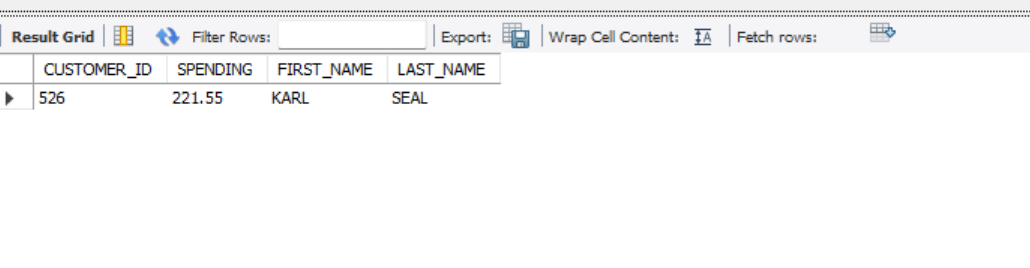 Result Grid Filter Rows: Export: Wrap Cell Content: IA Fetch rows:
CUSTOMER_ID SPENDING FIRST_NAME LAST_NAME
526 221.55 KARL SEAL